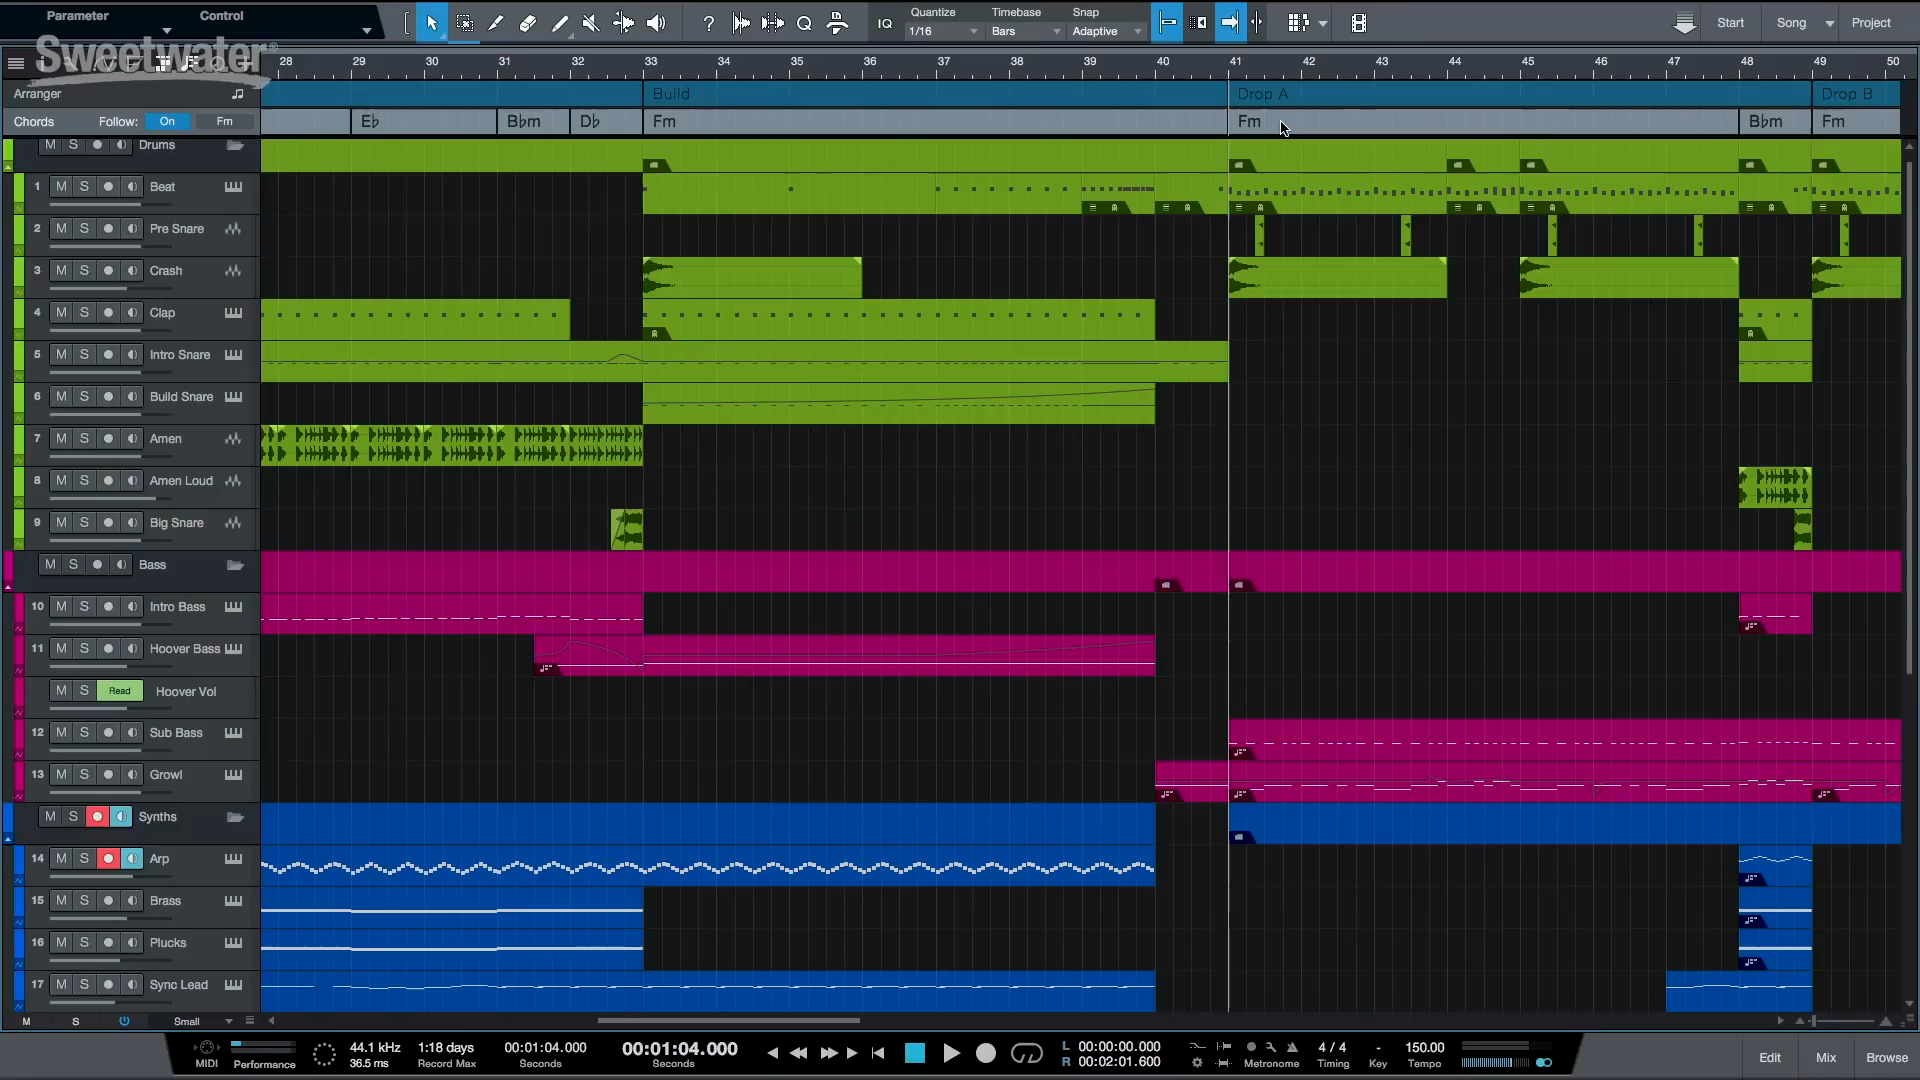 Parameter
Control
IQ
Quantize
1/16
Timebase
Bars
Snap
Adaptive
Start
Song
Project
Sweetwater®
28 29 30 31 32 33 34 35 36 37 38 39 40 41 42 43 44 45 46 47 48 49 50
Arranger
Build
Drop A
Drop B
Chords Follow: On Fm
E♭ B♭m D♭ Fm Fm B♭m Fm
M S Drums
1 M S Beat
2 M S Pre Snare
3 M S Crash
4 M S Clap
5 M S Intro Snare
6 M S Build Snare
7 M S Amen
8 M S Amen Loud
9 M S Big Snare
M S Bass
10 M S Intro Bass
11 M S Hoover Bass
M S Read Hoover Vol
12 M S Sub Bass
13 M S Growl
M S Synths
14 M S Arp
15 M S Brass
16 M S Plucks
17 M S Sync Lead
M S Small
MIDI
Performance
44.1 kHz
36.5 ms
1:18 days
Record Max
00:01:04.000
Seconds
00:01:04.000
Seconds
L 00:00:00.000
R 00:02:01.600
Metronome
4 / 4
Timing
-
Key
150.00
Tempo
Edit
Mix
Browse